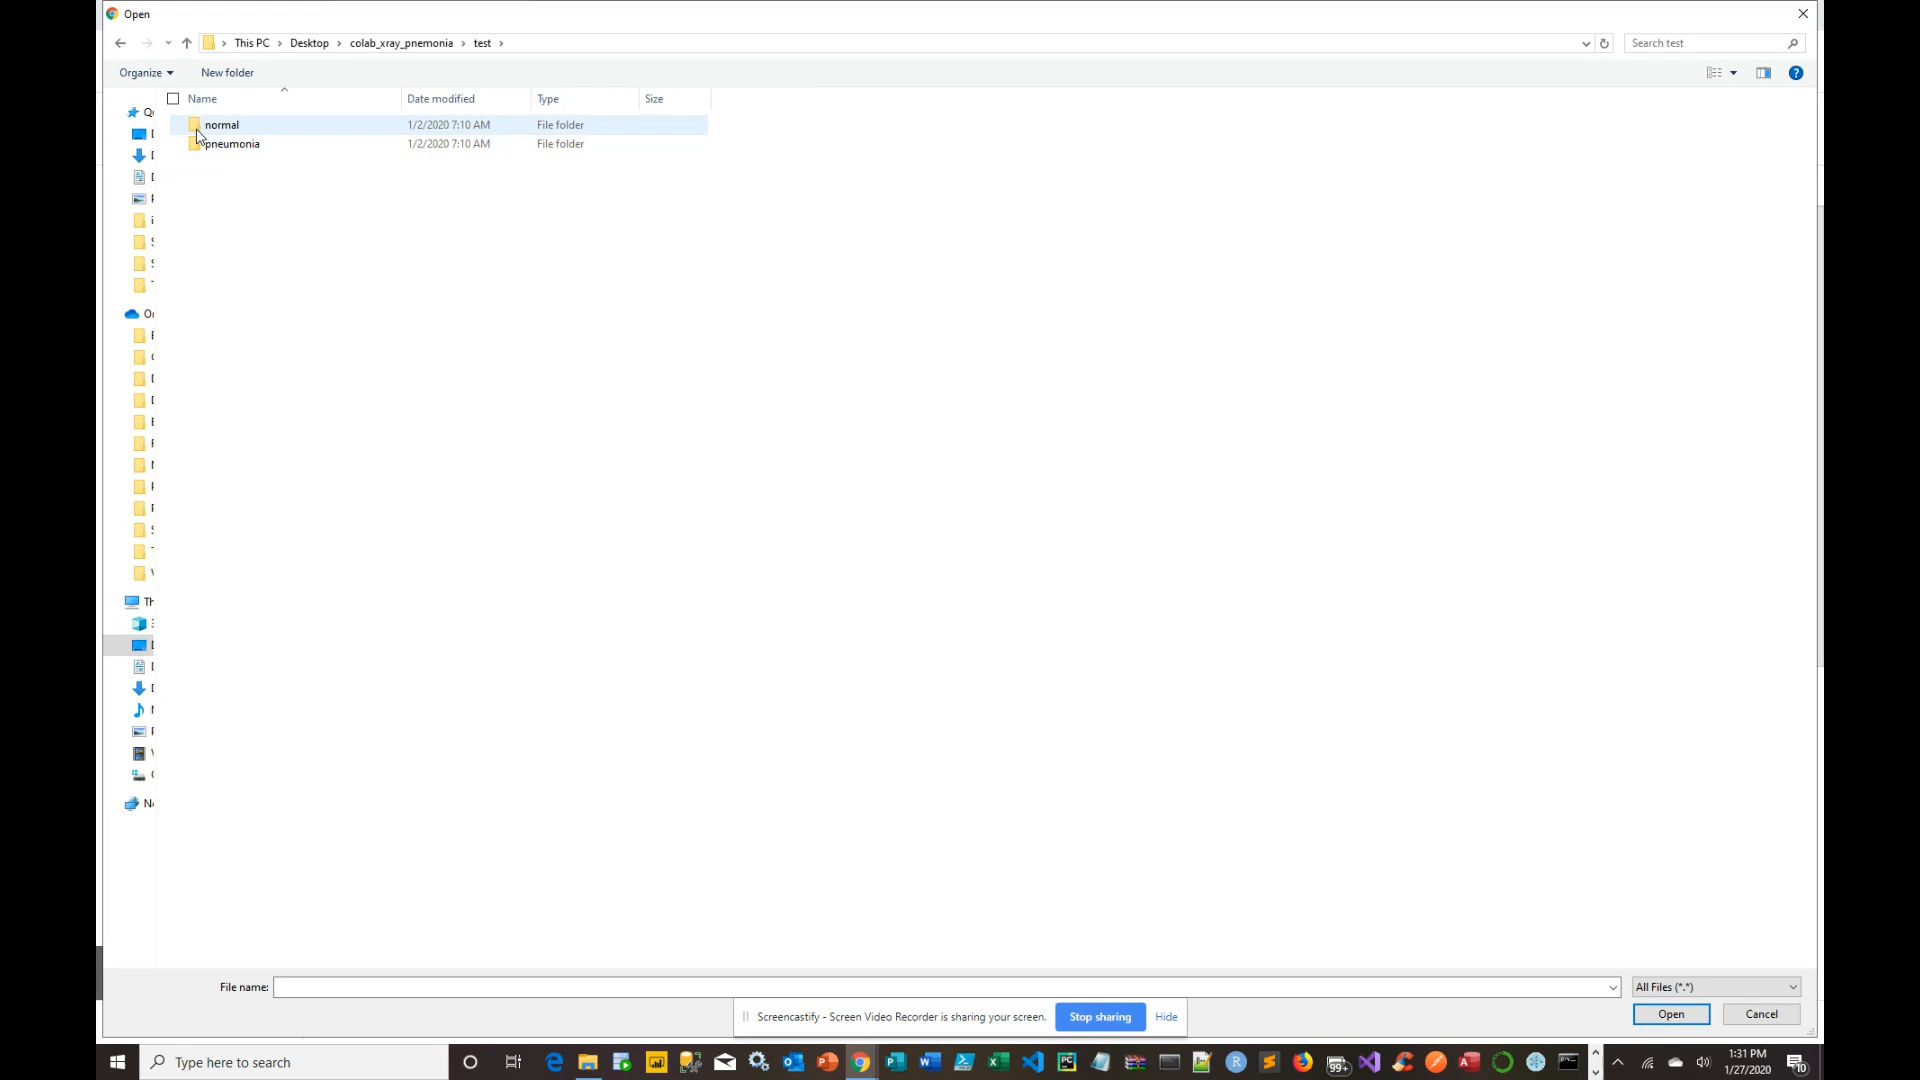 Open
This PC > Desktop > colab_xray_pnemonia > test >
Search test
Organize
New folder
Name
Date modified
Type
Size
normal
1/2/2020 7:10 AM
File folder
pneumonia
1/2/2020 7:10 AM
File folder
File name:
All Files (*.*)
Open
Cancel
Screencastify - Screen Video Recorder is sharing your screen.
Stop sharing
Hide
Type here to search
99+
1:31 PM
1/27/2020
10